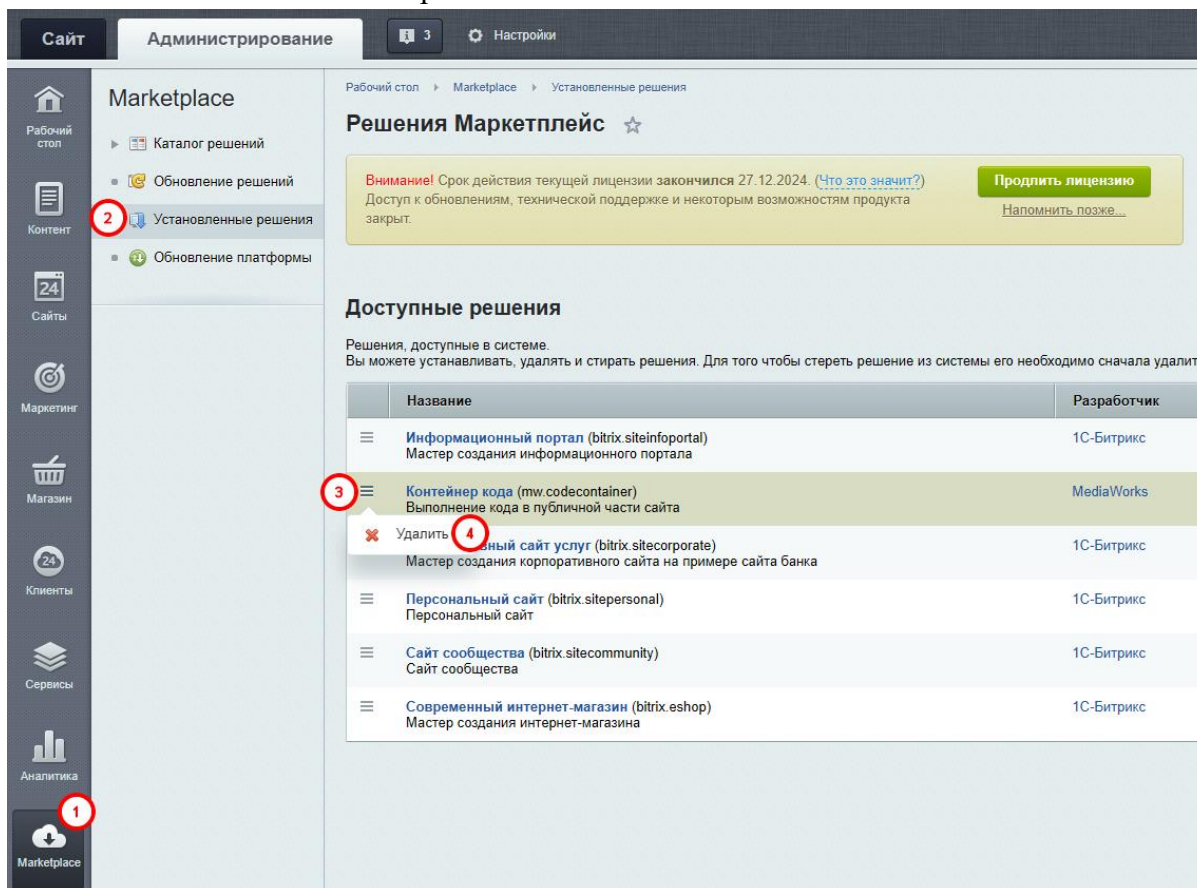 Сайт
Администрирование
3
Настройки
Рабочий
стол
Контент
24
Сайты
Маркетинг
Магазин
24
Клиенты
Сервисы
Аналитика
1
Marketplace
Marketplace
Каталог решений
Обновление решений
2
Установленные решения
Обновление платформы
Рабочий стол
Marketplace
Установленные решения
Решения Маркетплейс
Внимание! Срок действия текущей лицензии закончился 27.12.2024. (Что это значит?)
Доступ к обновлениям, технической поддержке и некоторым возможностям продукта
закрыт.
Продлить лицензию
Напомнить позже...
Доступные решения
Решения, доступные в системе.
Вы можете устанавливать, удалять и стирать решения. Для того чтобы стереть решение из системы его необходимо сначала удалит
Название Разработчик
Информационный портал (bitrix.siteinfoportal) 1С-Битрикс
Мастер создания информационного портала
3
Контейнер кода (mw.codecontainer) MediaWorks
Выполнение кода в публичной части сайта
Удалить
4
сайт услуг (bitrix.sitecorporate) 1С-Битрикс
Мастер создания корпоративного сайта на примере сайта банка
Персональный сайт (bitrix.sitepersonal) 1С-Битрикс
Персональный сайт
Сайт сообщества (bitrix.sitecommunity) 1С-Битрикс
Сайт сообщества
Современный интернет-магазин (bitrix.eshop) 1С-Битрикс
Мастер создания интернет-магазина